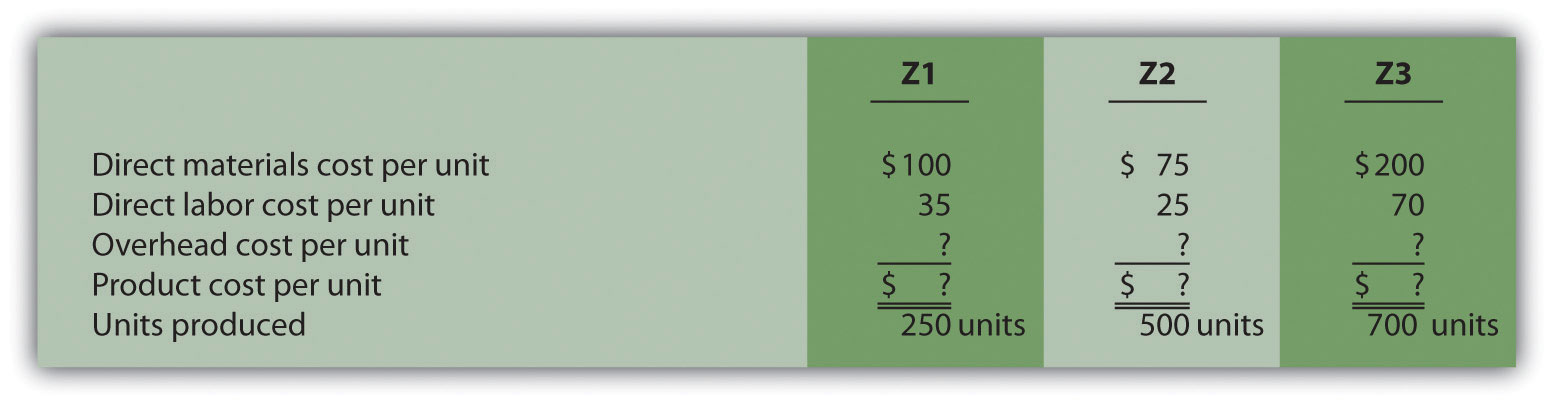 Z1 Z2 Z3
Direct materials cost per unit $100 $ 75 $200
Direct labor cost per unit 35 25 70
Overhead cost per unit ? ? ?
Product cost per unit $ ? $ ? $ ?
Units produced 250 units 500 units 700 units